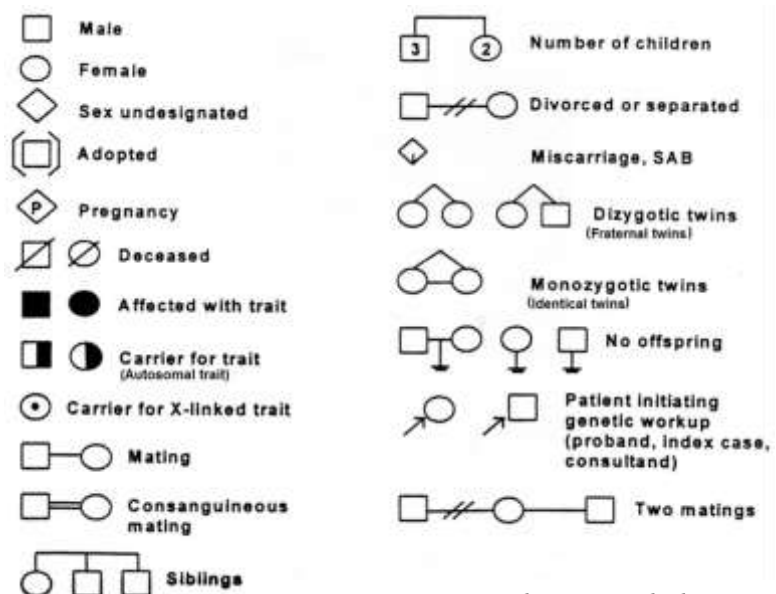 Male
Female
Sex undesignated
Adopted
P
Pregnancy
Deceased
Affected with trait
Carrier for trait
(Autosomal trait)
Carrier for X-linked trait
Mating
Consanguineous
mating
Siblings
3 2
Number of children
Divorced or separated
Miscarriage, SAB
Dizygotic twins
(Fraternal twins)
Monozygotic twins
(Identical twins)
No offspring
Patient initiating
genetic workup
(proband, index case,
consultand)
Two matings